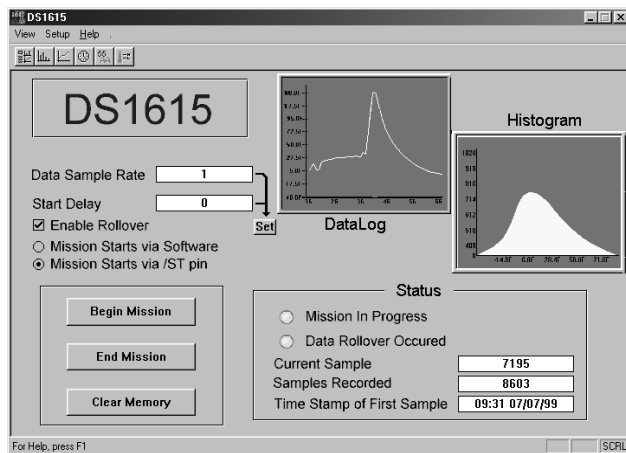 DS1615
View Setup Help .
DS1615
Histogram
Data Sample Rate 1
Start Delay 0
Set
DataLog
Enable Rollover
Mission Starts via Software
Mission Starts via /ST pin
Begin Mission
End Mission
Clear Memory
Status
Mission In Progress
Data Rollover Occured
Current Sample 7195
Samples Recorded 8603
Time Stamp of First Sample 09:31 07/07/99
For Help, press F1
SCRL